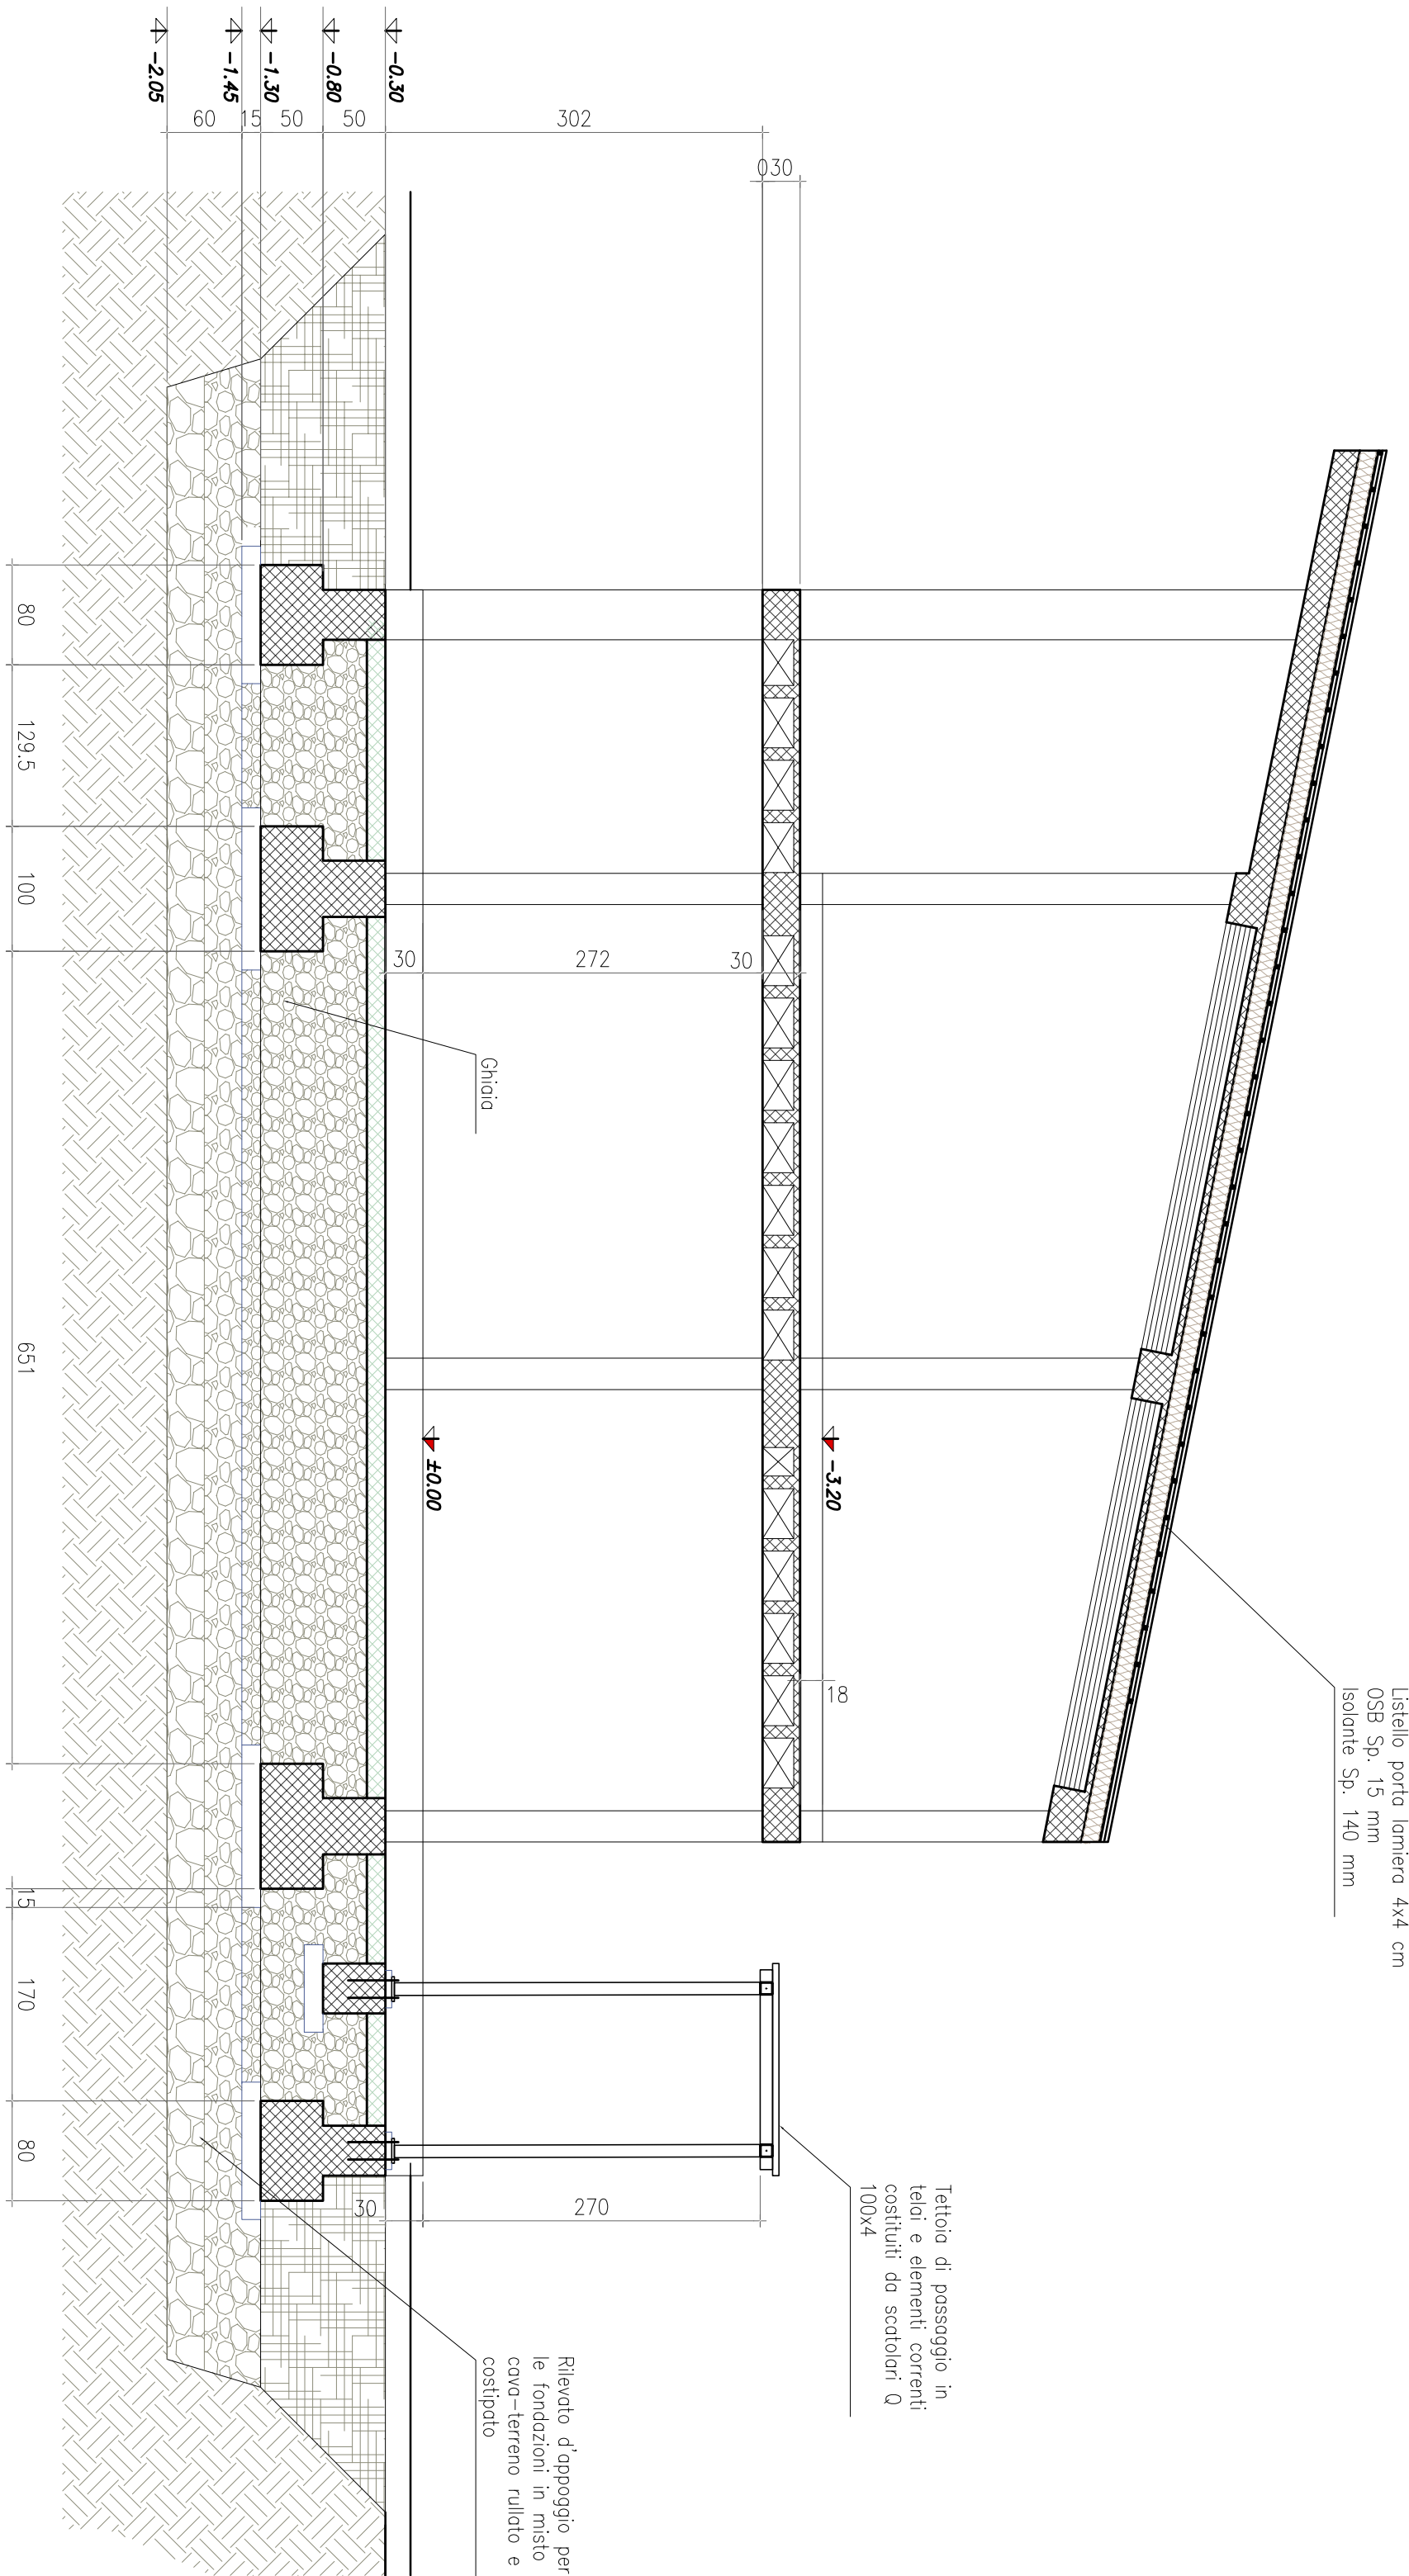 Listello porta lamiera 4x4 cm
OSB Sp. 15 mm
Isolante Sp. 140 mm
Tettoia di passaggio in
telai e elementi correnti
costituiti da scatolari Q
100x4
-3.20
18
030
302
30
272
30
270
30
±0.00
Ghiaia
Rilevato d'appoggio per
le fondazioni in misto
cava-terreno rullato e
costipato
-0.30
50
-0.80
50
-1.30
15
-1.45
60
-2.05
80
129.5
100
651
15
170
80